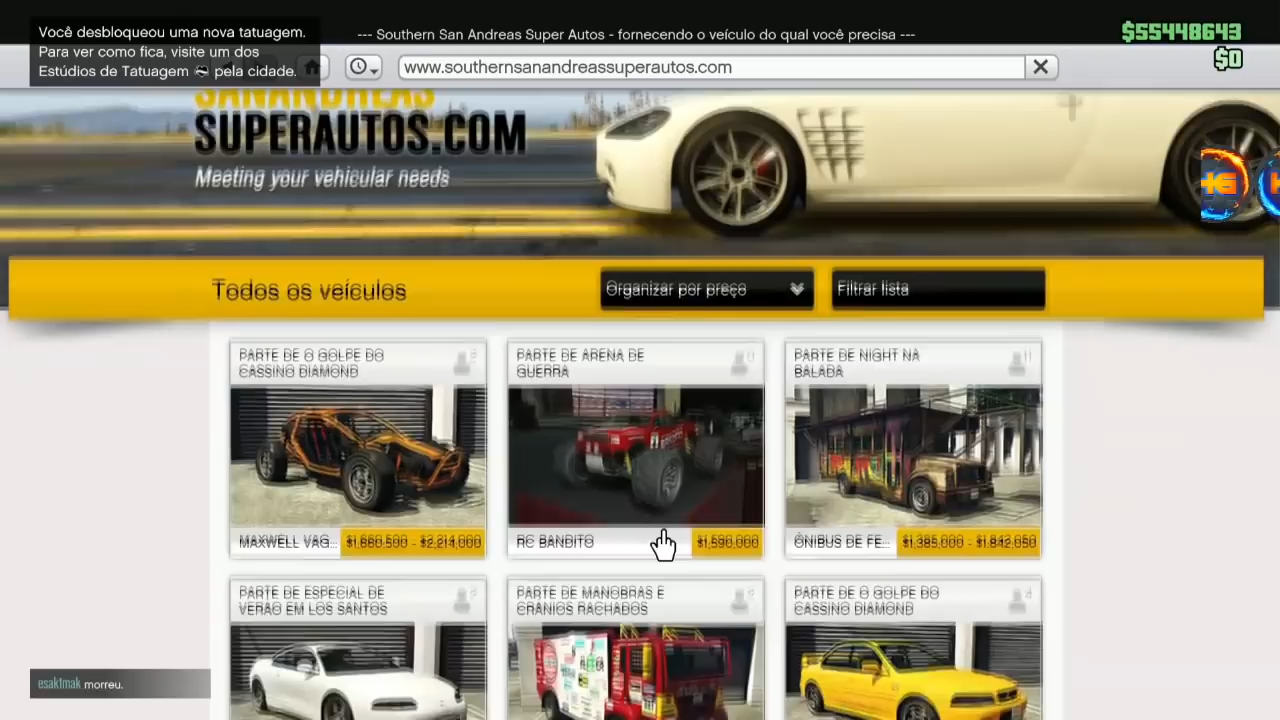 Você desbloqueou uma nova tatuagem.
Para ver como fica, visite um dos
Estúdios de Tatuagem pela cidade.
--- Southern San Andreas Super Autos - fornecendo o veículo do qual você precisa ---
$55448643
$0
www.southernsanandreassuperautos.com
SANANDREAS
SUPERAUTOS.COM
Meeting your vehicular needs
Todos os veículos
Organizar por preço
Filtrar lista
PARTE DE O GOLPE DO
CASSINO DIAMOND
PARTE DE ARENA DE
GUERRA
PARTE DE NIGHT NA
BALADA
MAXWELL VAG...
$1,660,500 - $2,214,000
RC BANDITO
$1,590,000
ÔNIBUS DE FE...
$1,385,000 - $1,842,050
PARTE DE ESPECIAL DE
VERÃO EM LOS SANTOS
PARTE DE MANOBRAS E
CRÂNIOS RACHADOS
PARTE DE O GOLPE DO
CASSINO DIAMOND
esak1mak morreu.